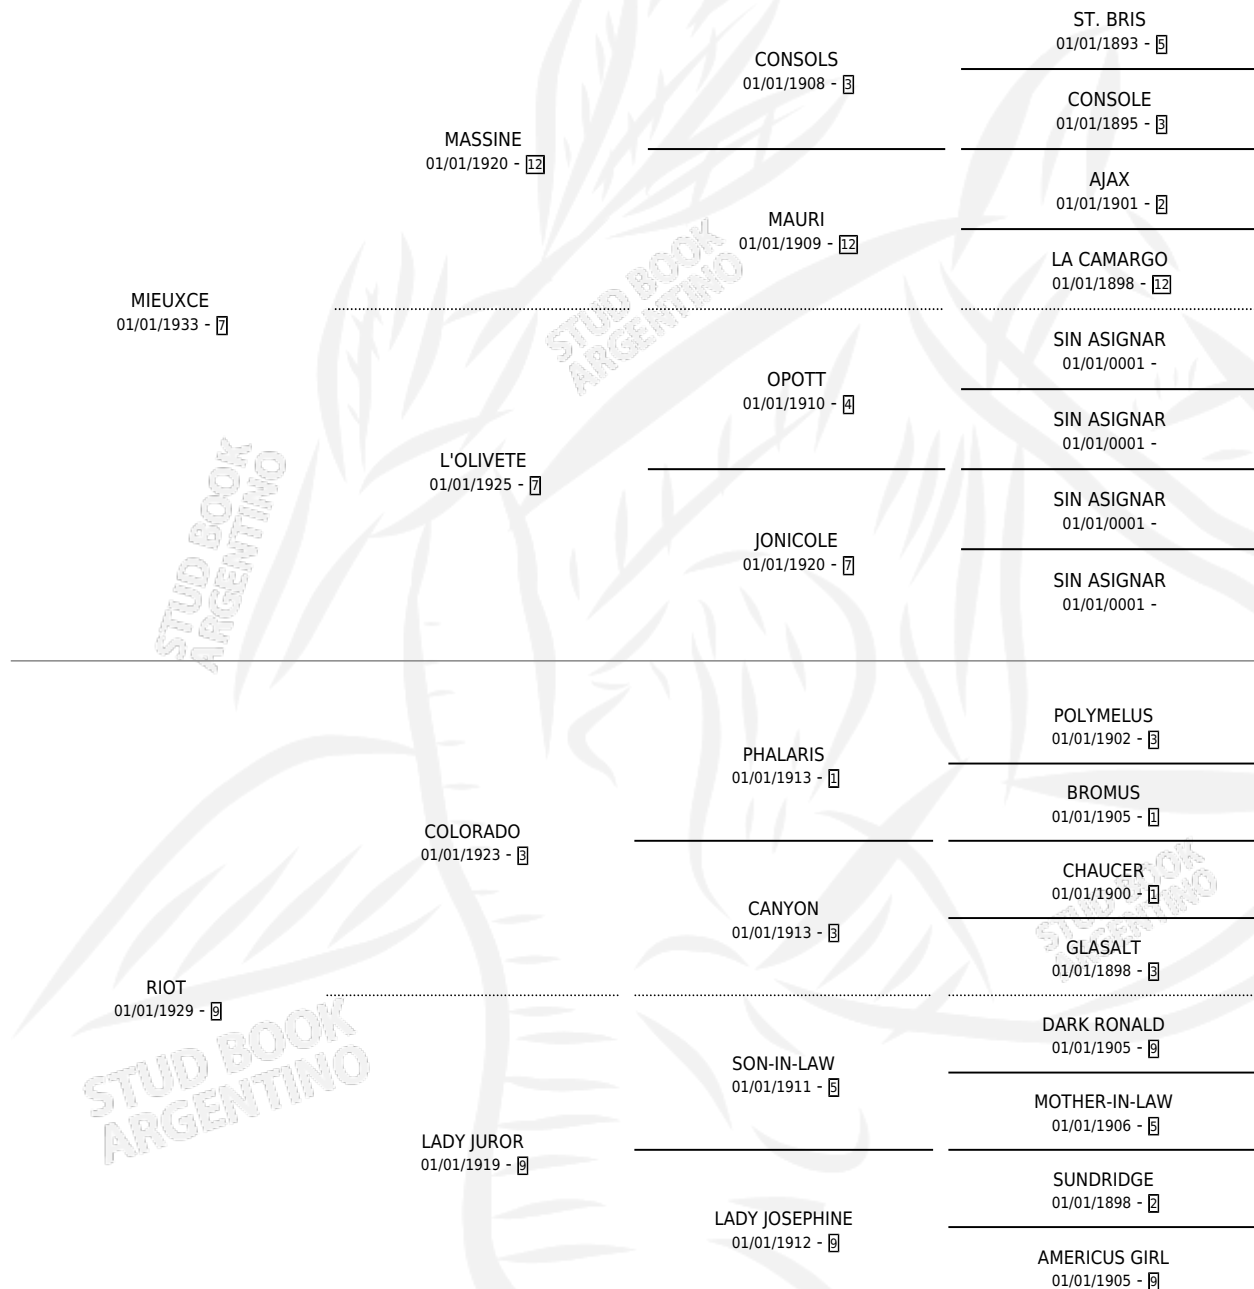 ST. BRIS
01/01/1893 - 5
CONSOLS
01/01/1908 - 3
CONSOLE
01/01/1895 - 3
MASSINE
01/01/1920 - 12
AJAX
01/01/1901 - 2
MAURI
01/01/1909 - 12
LA CAMARGO
01/01/1898 - 12
MIEUXCE
01/01/1933 - 7
SIN ASIGNAR
01/01/0001 -
OPOTT
01/01/1910 - 4
SIN ASIGNAR
01/01/0001 -
L'OLIVETE
01/01/1925 - 7
SIN ASIGNAR
01/01/0001 -
JONICOLE
01/01/1920 - 7
SIN ASIGNAR
01/01/0001 -
STUD BOOK
ARGENTINO
STUD BOOK
ARGENTINO
POLYMELUS
01/01/1902 - 3
PHALARIS
01/01/1913 - 1
BROMUS
01/01/1905 - 1
COLORADO
01/01/1923 - 3
CHAUCER
01/01/1900 - 1
CANYON
01/01/1913 - 3
GLASALT
01/01/1898 - 3
RIOT
01/01/1929 - 9
DARK RONALD
01/01/1905 - 9
SON-IN-LAW
01/01/1911 - 5
MOTHER-IN-LAW
01/01/1906 - 5
LADY JUROR
01/01/1919 - 9
SUNDRIDGE
01/01/1898 - 2
LADY JOSEPHINE
01/01/1912 - 9
AMERICUS GIRL
01/01/1905 - 9
STUD BOOK
ARGENTINO
STUD BOOK
ARGENTINO